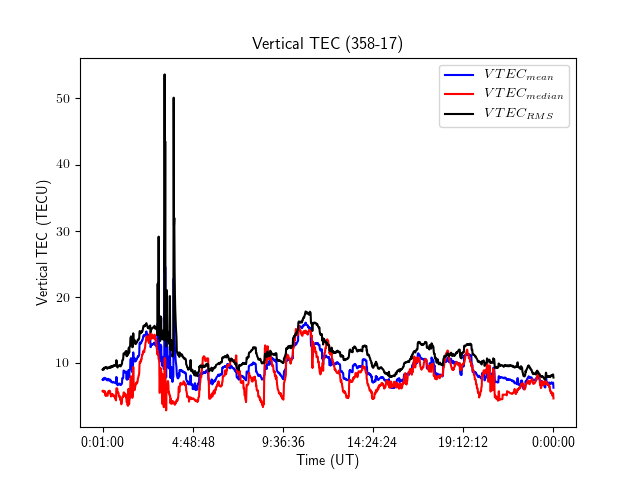 Vertical TEC (358-17)
VTEC_mean
VTEC_median
VTEC_RMS
Vertical TEC (TECU)
50
40
30
20
10
0:01:00 4:48:48 9:36:36 14:24:24 19:12:12 0:00:00
Time (UT)